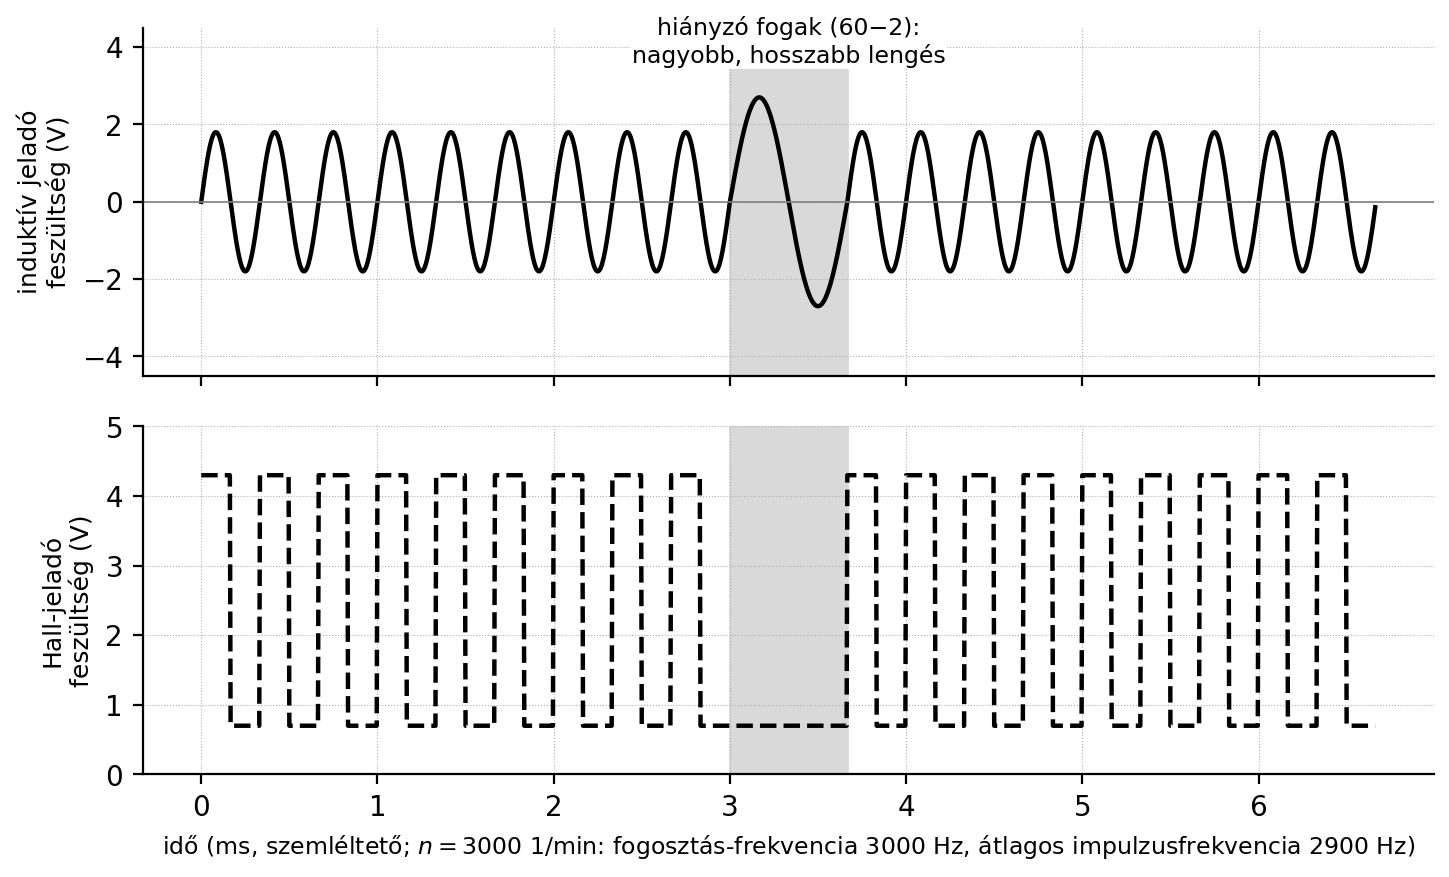 hiányzó fogak (60−2):
nagyobb, hosszabb lengés
induktív jeladó
feszültség (V)
4
2
0
−2
−4
Hall-jeladó
feszültség (V)
5
4
3
2
1
0
0 1 2 3 4 5 6
idő (ms, szemléltető; n = 3000 1/min: fogosztás-frekvencia 3000 Hz, átlagos impulzusfrekvencia 2900 Hz)